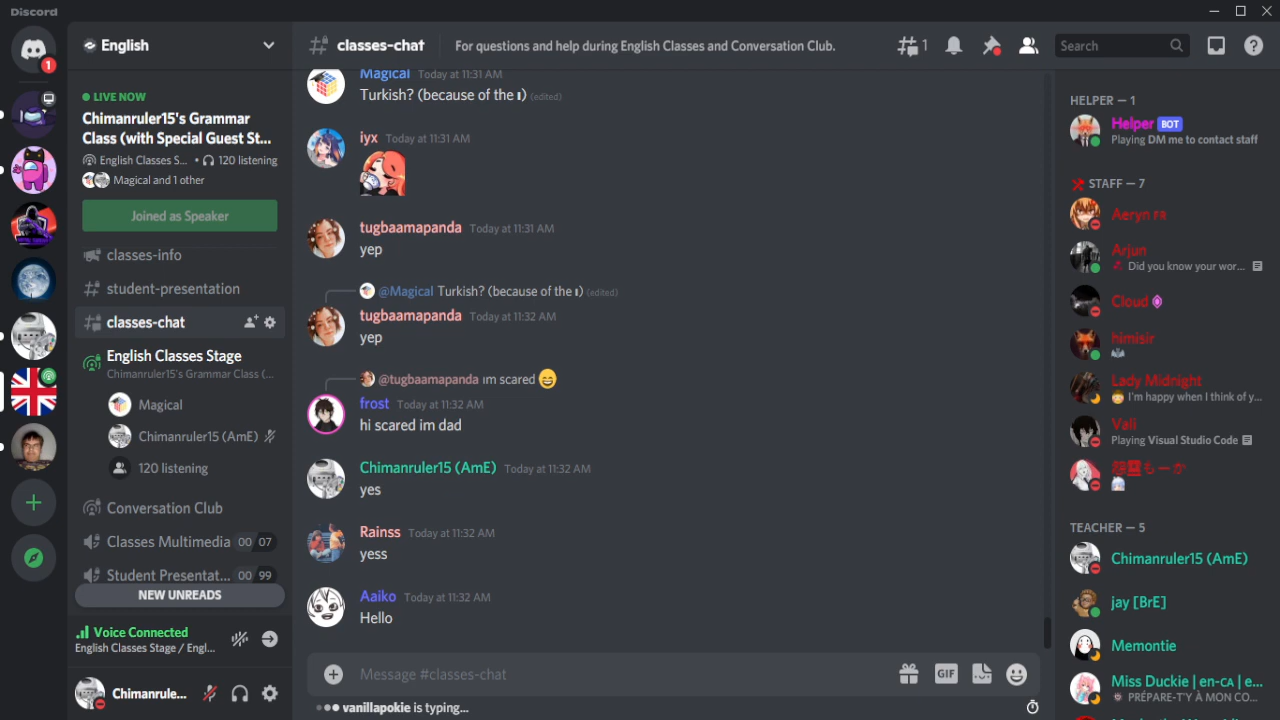 Discord
1
English
LIVE NOW
Chimanruler15's Grammar
Class (with Special Guest St...
English Classes S... • 120 listening
Magical and 1 other
Joined as Speaker
classes-info
student-presentation
classes-chat
English Classes Stage
Chimanruler15's Grammar Class (...
Magical
Chimanruler15 (AmE)
120 listening
Conversation Club
Classes Multimedia 00 07
Student Presentat... 00 99
NEW UNREADS
Voice Connected
English Classes Stage / Engl...
Chimanrule...
classes-chat
For questions and help during English Classes and Conversation Club.
1
Search
Magical Today at 11:31 AM
Turkish? (because of the ı) (edited)
iyx Today at 11:31 AM
tugbaamapanda Today at 11:31 AM
yep
@Magical Turkish? (because of the ı) (edited)
tugbaamapanda Today at 11:32 AM
yep
@tugbaamapanda ım scared 😄
frost Today at 11:32 AM
hi scared im dad
Chimanruler15 (AmE) Today at 11:32 AM
yes
Rainss Today at 11:32 AM
yess
Aaiko Today at 11:32 AM
Hello
Message #classes-chat
GIF
vanillapokie is typing...
HELPER — 1
Helper BOT
Playing DM me to contact staff
STAFF — 7
Aeryn FR
Arjun
Did you know your wor...
Cloud
himisir
Lady Midnight
I'm happy when I think of y...
Vali
Playing Visual Studio Code
もーか
TEACHER — 5
Chimanruler15 (AmE)
jay [BrE]
Memontie
Miss Duckie | en-CA | e...
PRÉPARE-T'Y À MON CO...